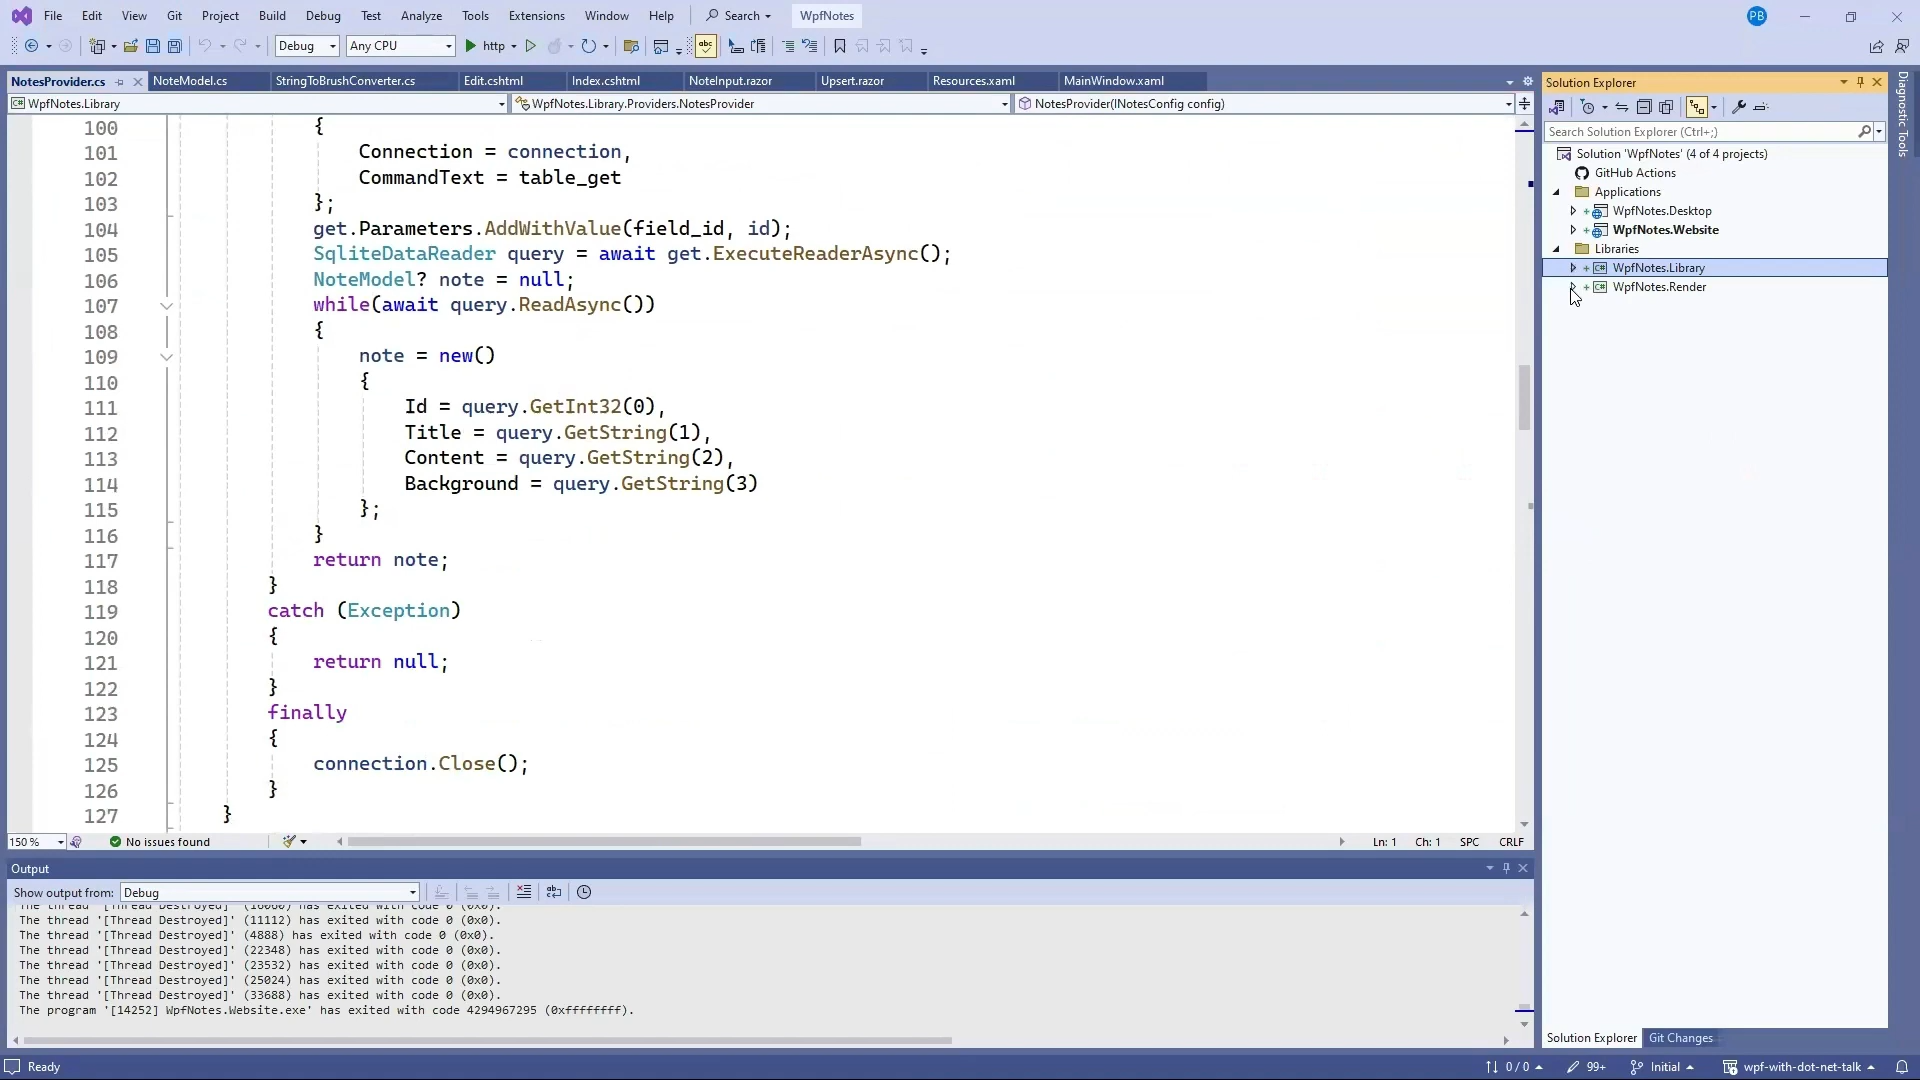 File Edit View Git Project Build Debug Test Analyze Tools Extensions Window Help Search WpfNotes PB
Debug Any CPU http abc
NotesProvider.cs NoteModel.cs StringToBrushConverter.cs Edit.cshtml Index.cshtml NoteInput.razor Upsert.razor Resources.xaml MainWindow.xaml
C# WpfNotes.Library WpfNotes.Library.Providers.NotesProvider NotesProvider(INotesConfig config)
100 {
101 Connection = connection,
102 CommandText = table_get
103 };
104 get.Parameters.AddWithValue(field_id, id);
105 SqliteDataReader query = await get.ExecuteReaderAsync();
106 NoteModel? note = null;
107 while(await query.ReadAsync())
108 {
109 note = new()
110 {
111 Id = query.GetInt32(0),
112 Title = query.GetString(1),
113 Content = query.GetString(2),
114 Background = query.GetString(3)
115 };
116 }
117 return note;
118 }
119 catch (Exception)
120 {
121 return null;
122 }
123 finally
124 {
125 connection.Close();
126 }
127 }
150 % No issues found Ln: 1 Ch: 1 SPC CRLF
Output
Show output from: Debug
The thread '[Thread Destroyed]' (16060) has exited with code 0 (0x0).
The thread '[Thread Destroyed]' (11112) has exited with code 0 (0x0).
The thread '[Thread Destroyed]' (4888) has exited with code 0 (0x0).
The thread '[Thread Destroyed]' (22348) has exited with code 0 (0x0).
The thread '[Thread Destroyed]' (23532) has exited with code 0 (0x0).
The thread '[Thread Destroyed]' (25024) has exited with code 0 (0x0).
The thread '[Thread Destroyed]' (33688) has exited with code 0 (0x0).
The program '[14252] WpfNotes.Website.exe' has exited with code 4294967295 (0xffffffff).
Solution Explorer
Search Solution Explorer (Ctrl+;)
Solution 'WpfNotes' (4 of 4 projects)
GitHub Actions
Applications
WpfNotes.Desktop
WpfNotes.Website
Libraries
C# WpfNotes.Library
C# WpfNotes.Render
Solution Explorer Git Changes
Diagnostic Tools
Ready 0 / 0 99+ Initial wpf-with-dot-net-talk